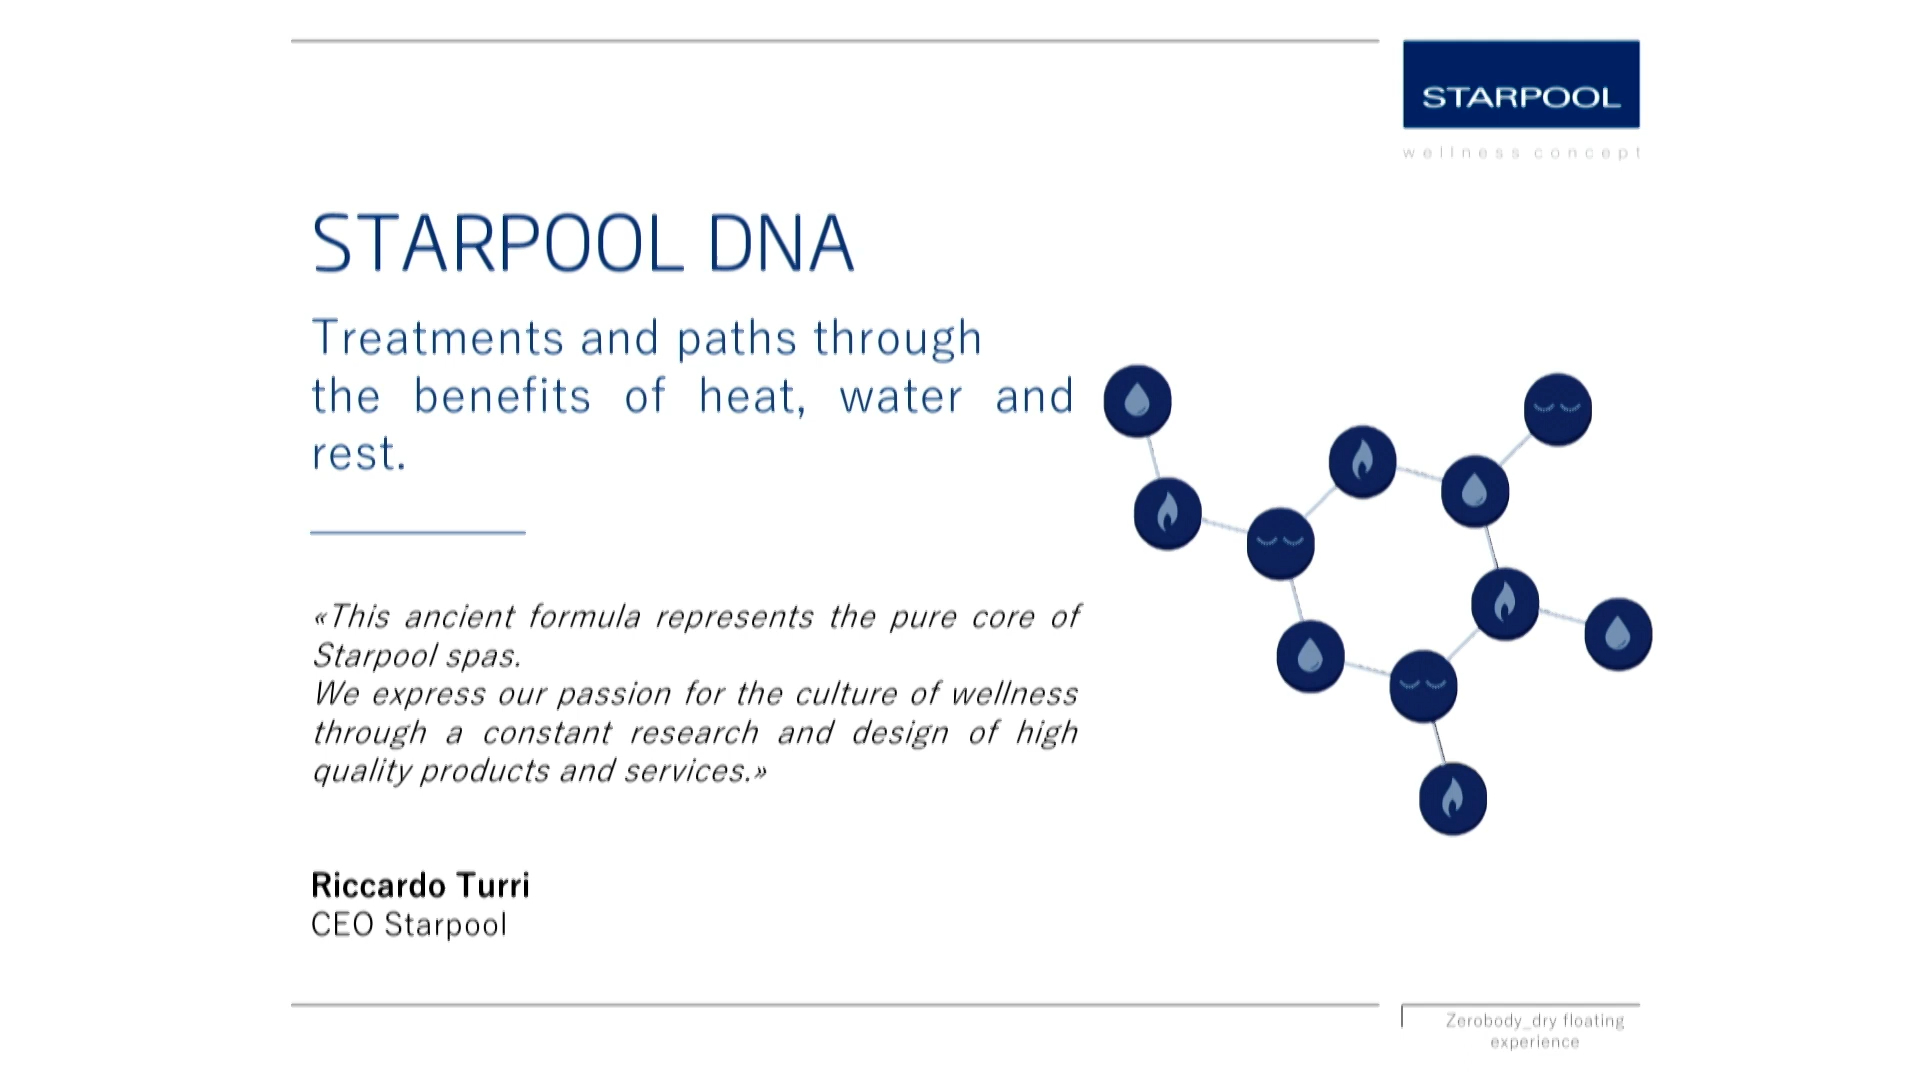 STARPOOL
wellness concept
STARPOOL DNA
Treatments and paths through
the benefits of heat, water and
rest.
«This ancient formula represents the pure core of
Starpool spas.
We express our passion for the culture of wellness
through a constant research and design of high
quality products and services.»
Riccardo Turri
CEO Starpool
Zerobody_dry floating
experience